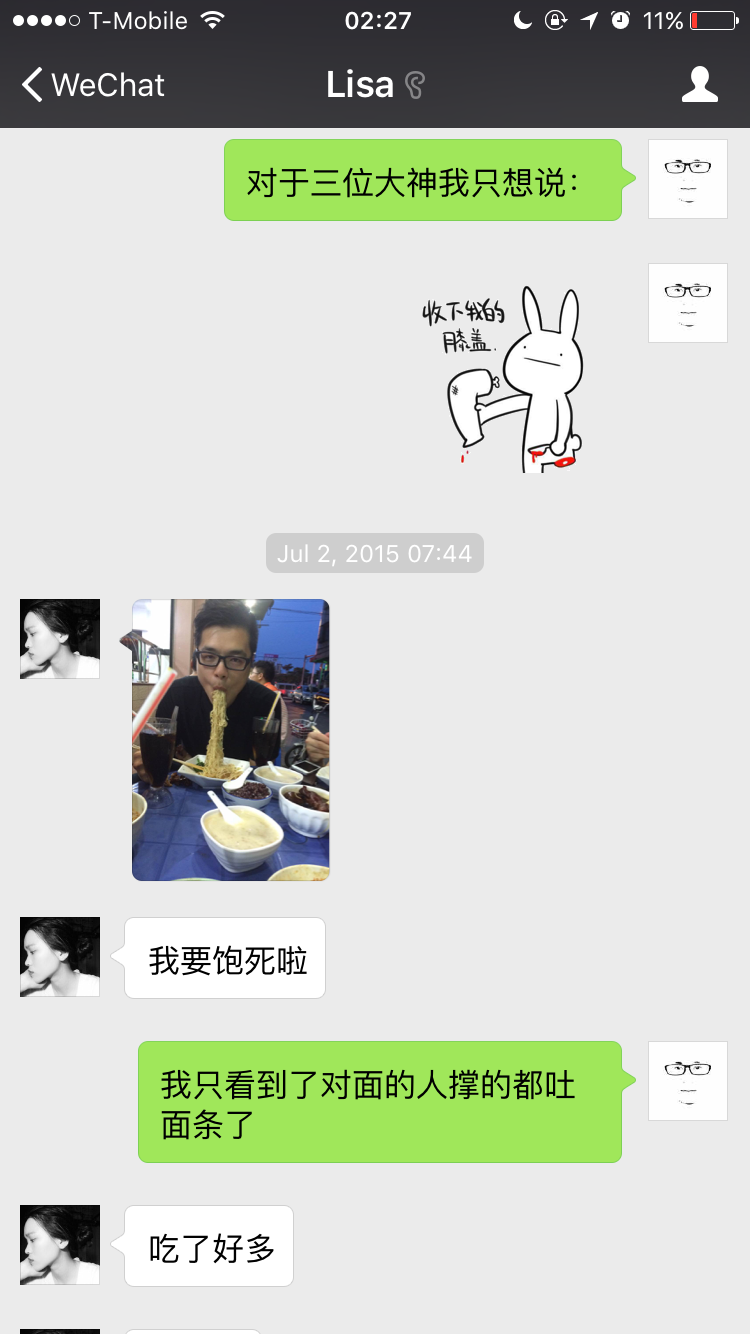 T-Mobile 02:27 11%
WeChat Lisa
对于三位大神我只想说：
收下我的
膝盖.
Jul 2, 2015 07:44
我要饱死啦
我只看到了对面的人撑的都吐
面条了
吃了好多